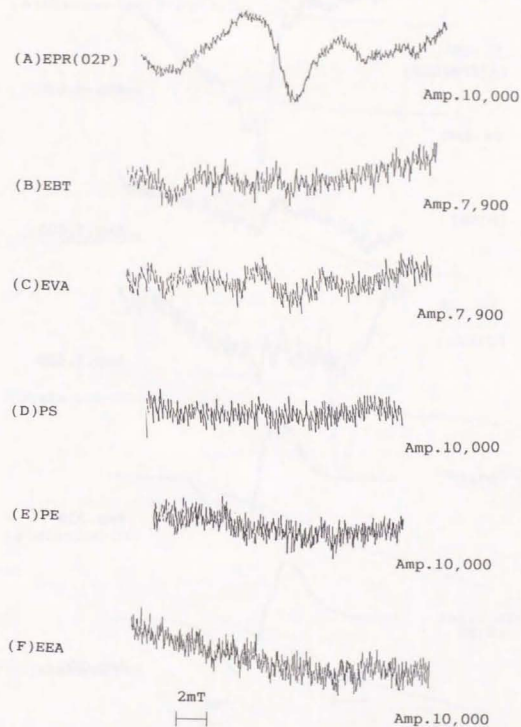 (A)EPR(O2P)
Amp.10,000
(B)EBT
Amp.7,900
(C)EVA
Amp.7,900
(D)PS
Amp.10,000
(E)PE
Amp.10,000
(F)EEA
2mT
Amp.10,000